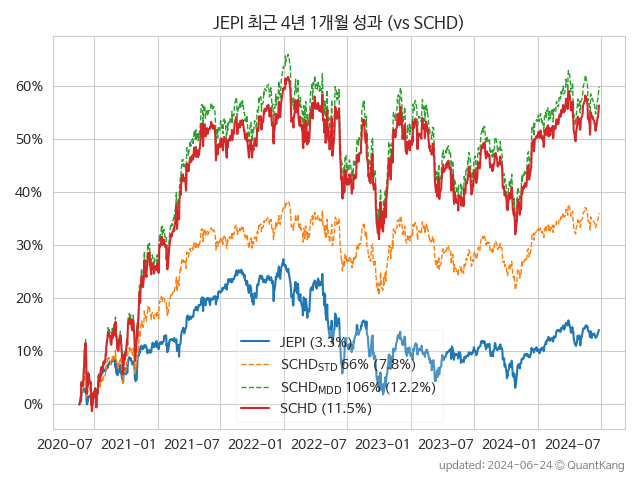 JEPI 최근 4년 1개월 성과 (vs SCHD)
60%
50%
40%
30%
20%
10%
0%
JEPI (3.3%)
SCHD_STD 66% (7.8%)
SCHD_MDD 106% (12.2%)
SCHD (11.5%)
2020-07 2021-01 2021-07 2022-01 2022-07 2023-01 2023-07 2024-01 2024-07
updated: 2024-06-24 © QuantKang